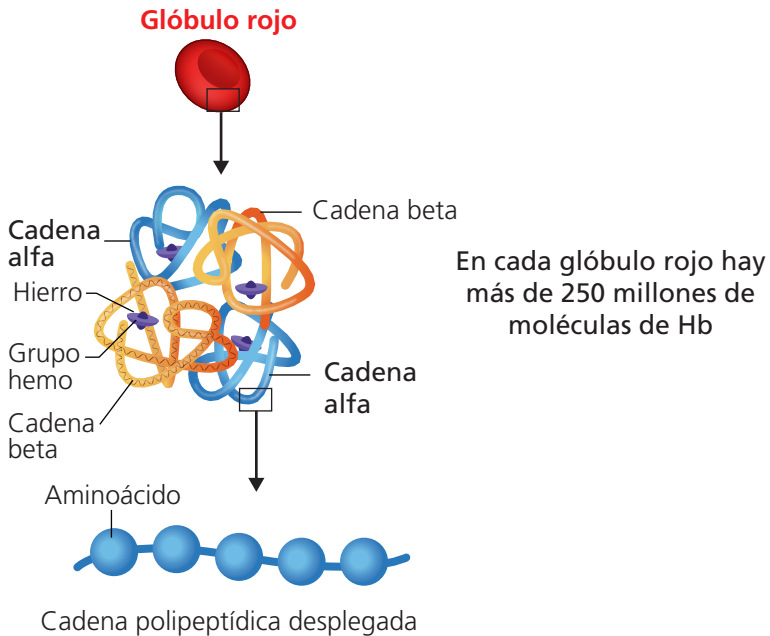 Glóbulo rojo
Cadena beta
Cadena
alfa
Hierro
Grupo
hemo
Cadena
beta
Cadena
alfa
En cada glóbulo rojo hay
más de 250 millones de
moléculas de Hb
Aminoácido
Cadena polipeptídica desplegada